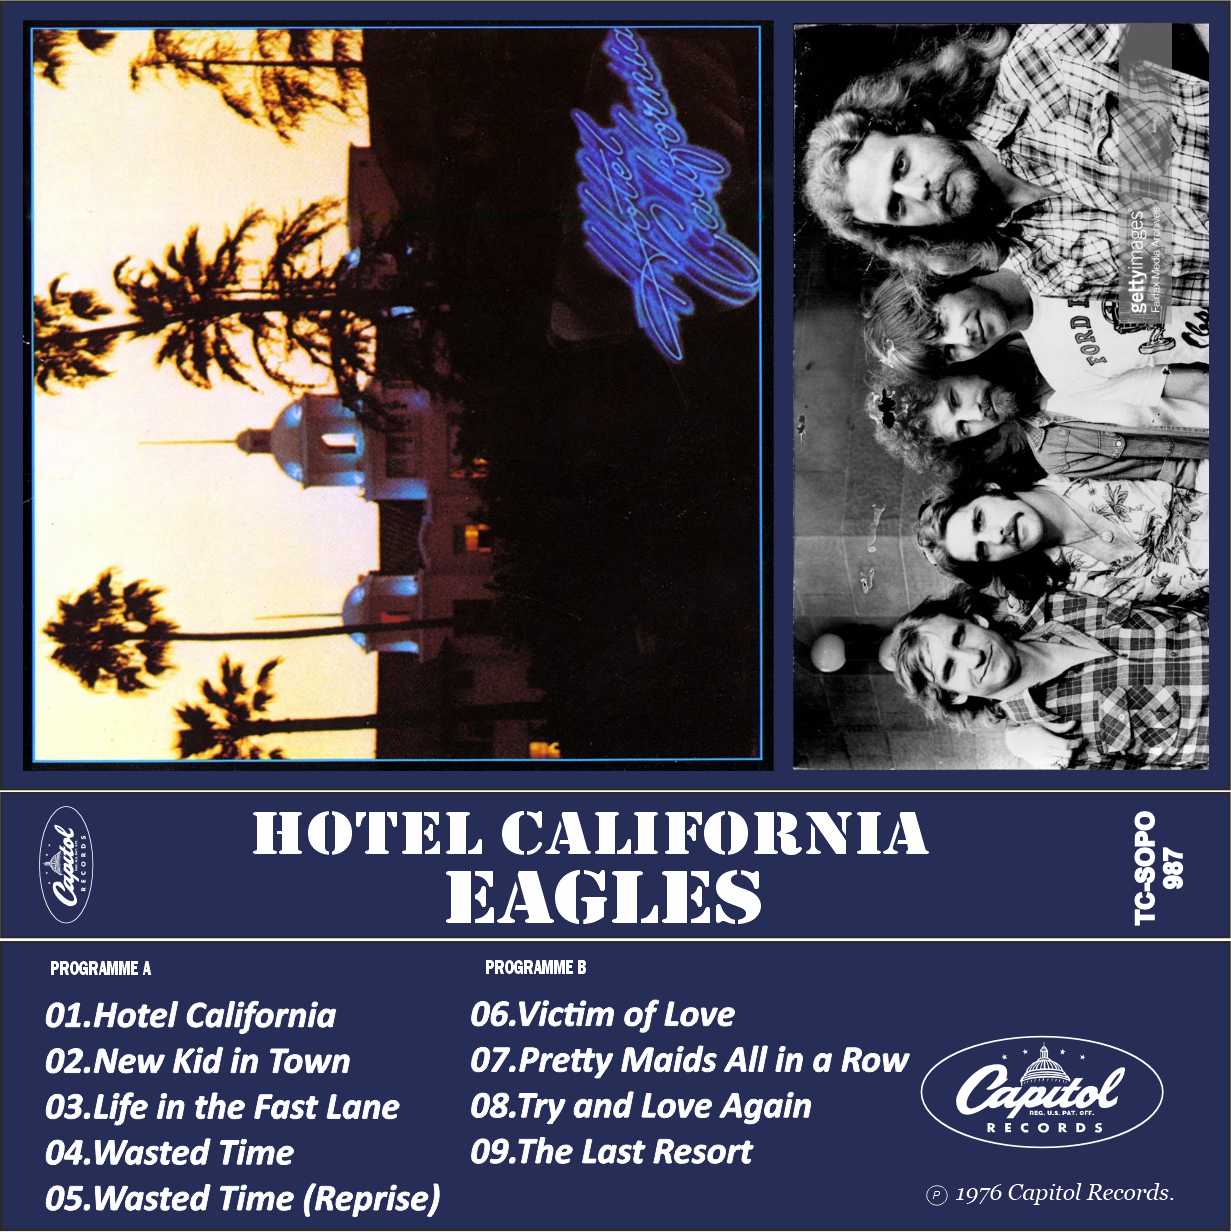 Hotel California
gettyimages
Fairfax Media Archives
FORD
Capitol
RECORDS
HOTEL CALIFORNIA
EAGLES
TC-SOPO
987
PROGRAMME A
01.Hotel California
02.New Kid in Town
03.Life in the Fast Lane
04.Wasted Time
05.Wasted Time (Reprise)
PROGRAMME B
06.Victim of Love
07.Pretty Maids All in a Row
08.Try and Love Again
09.The Last Resort
Capitol
REG. U.S. PAT. OFF.
RECORDS
℗ 1976 Capitol Records.